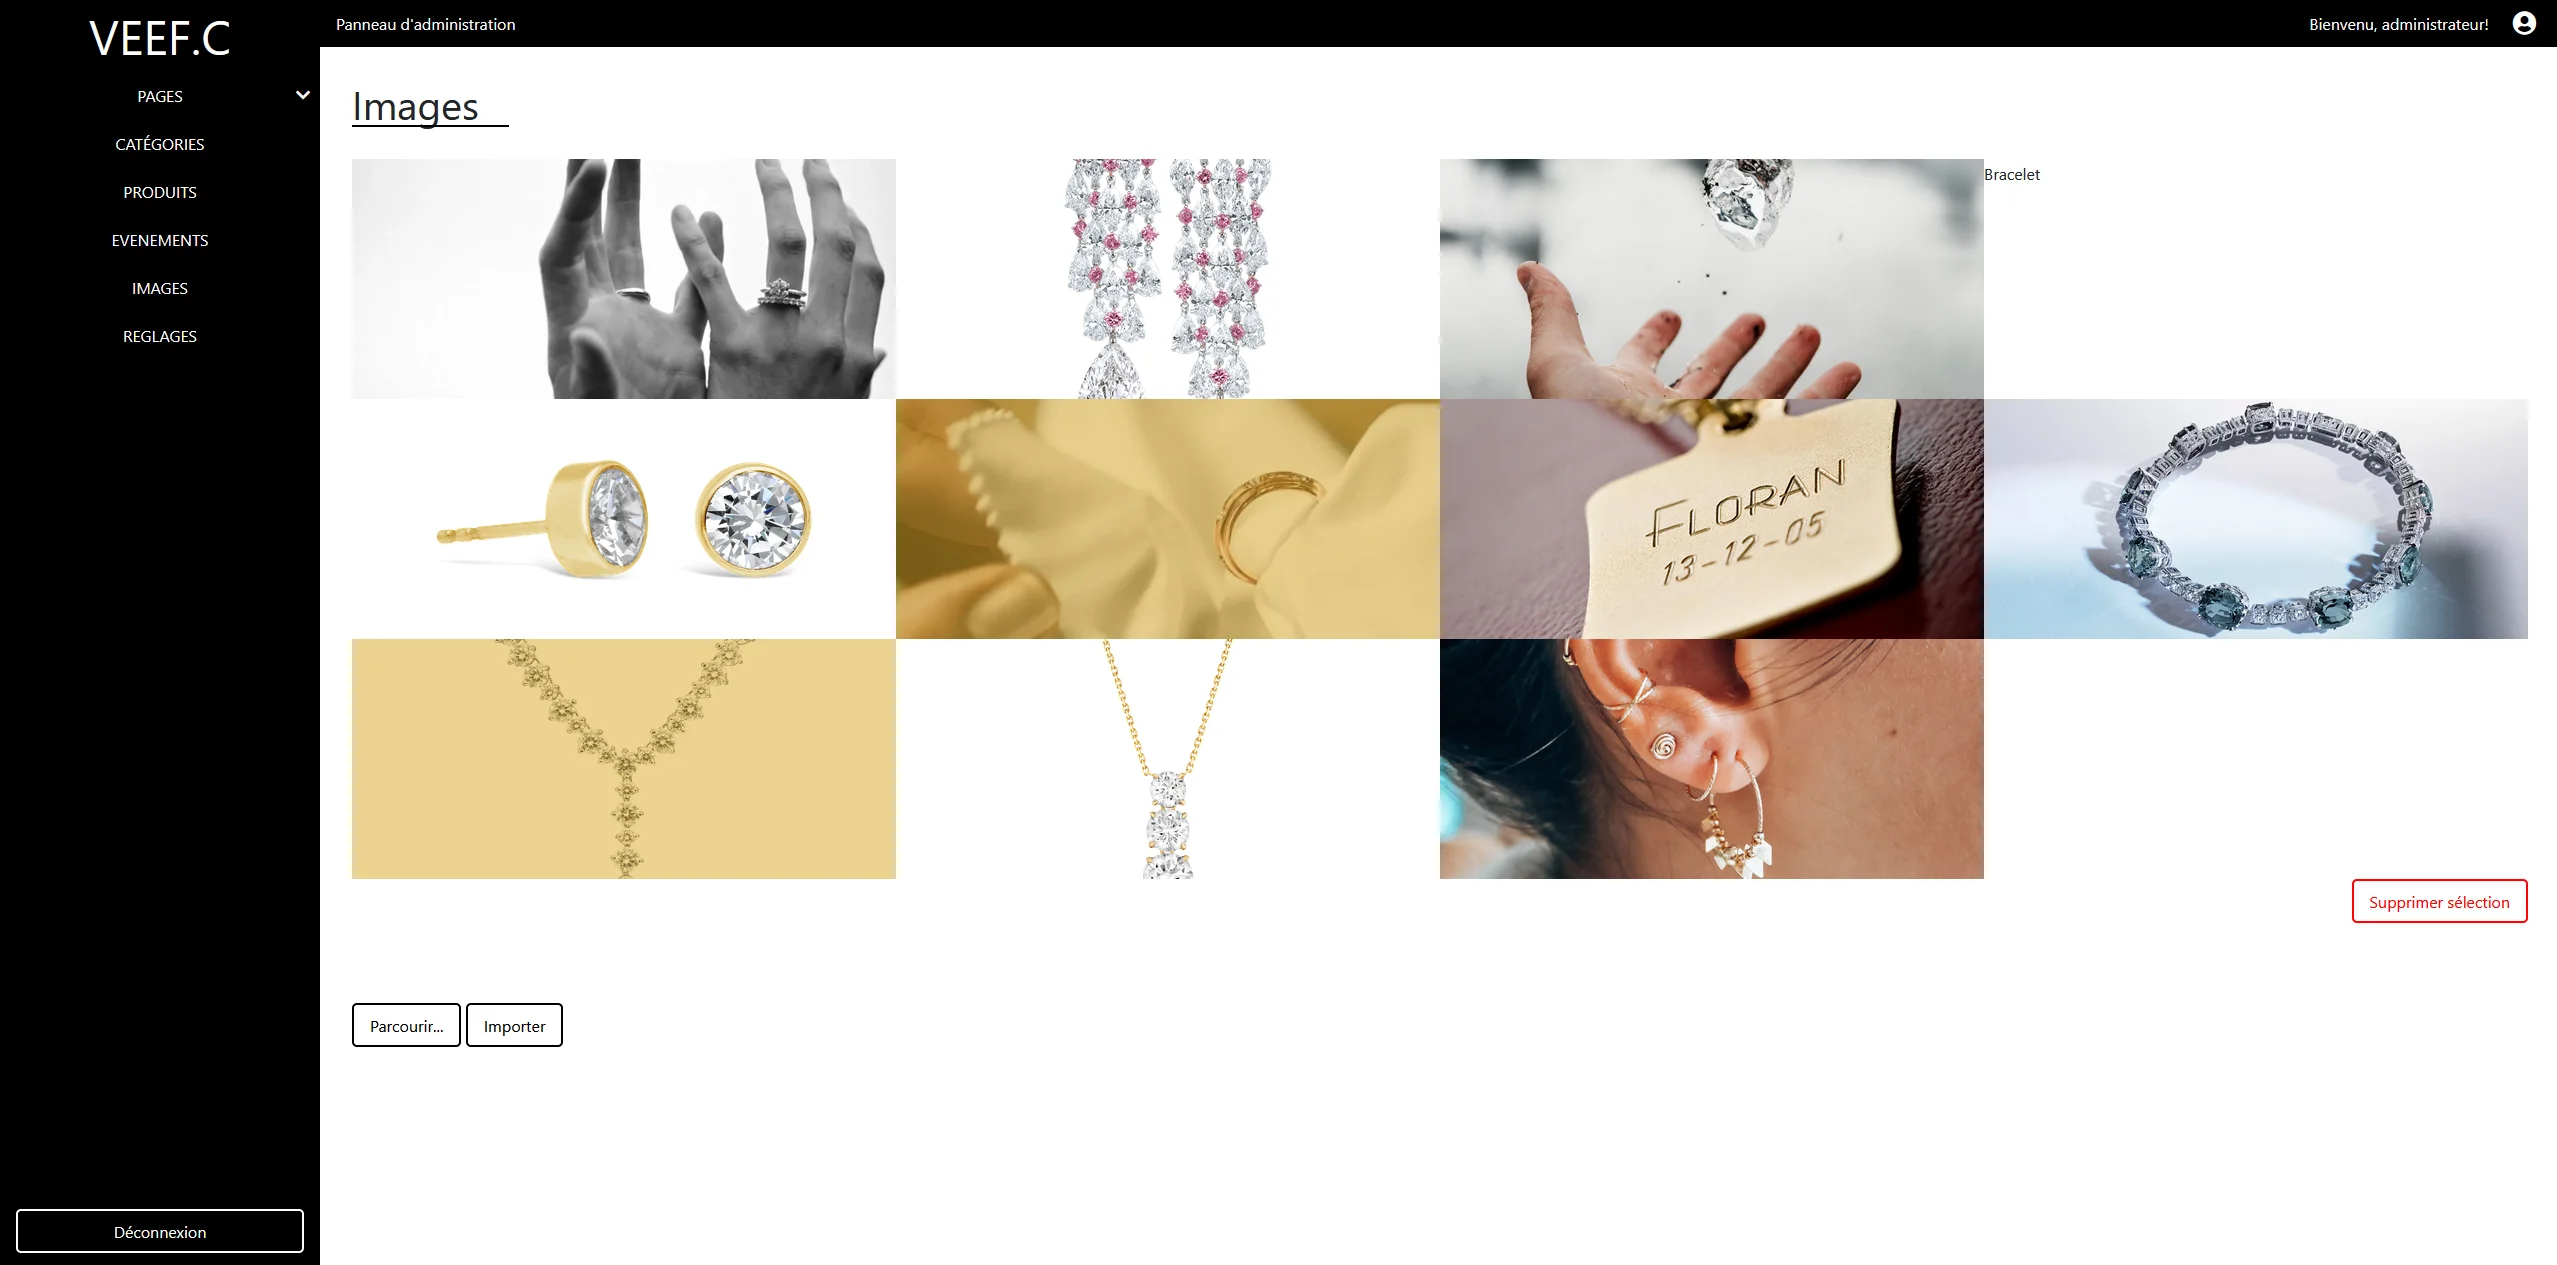 VEEF.C
Panneau d'administration
Bienvenu, administrateur!
PAGES
CATÉGORIES
PRODUITS
EVENEMENTS
IMAGES
REGLAGES
Images
Bracelet
FLORAN
13-12-05
Supprimer sélection
Parcourir...
Importer
Déconnexion